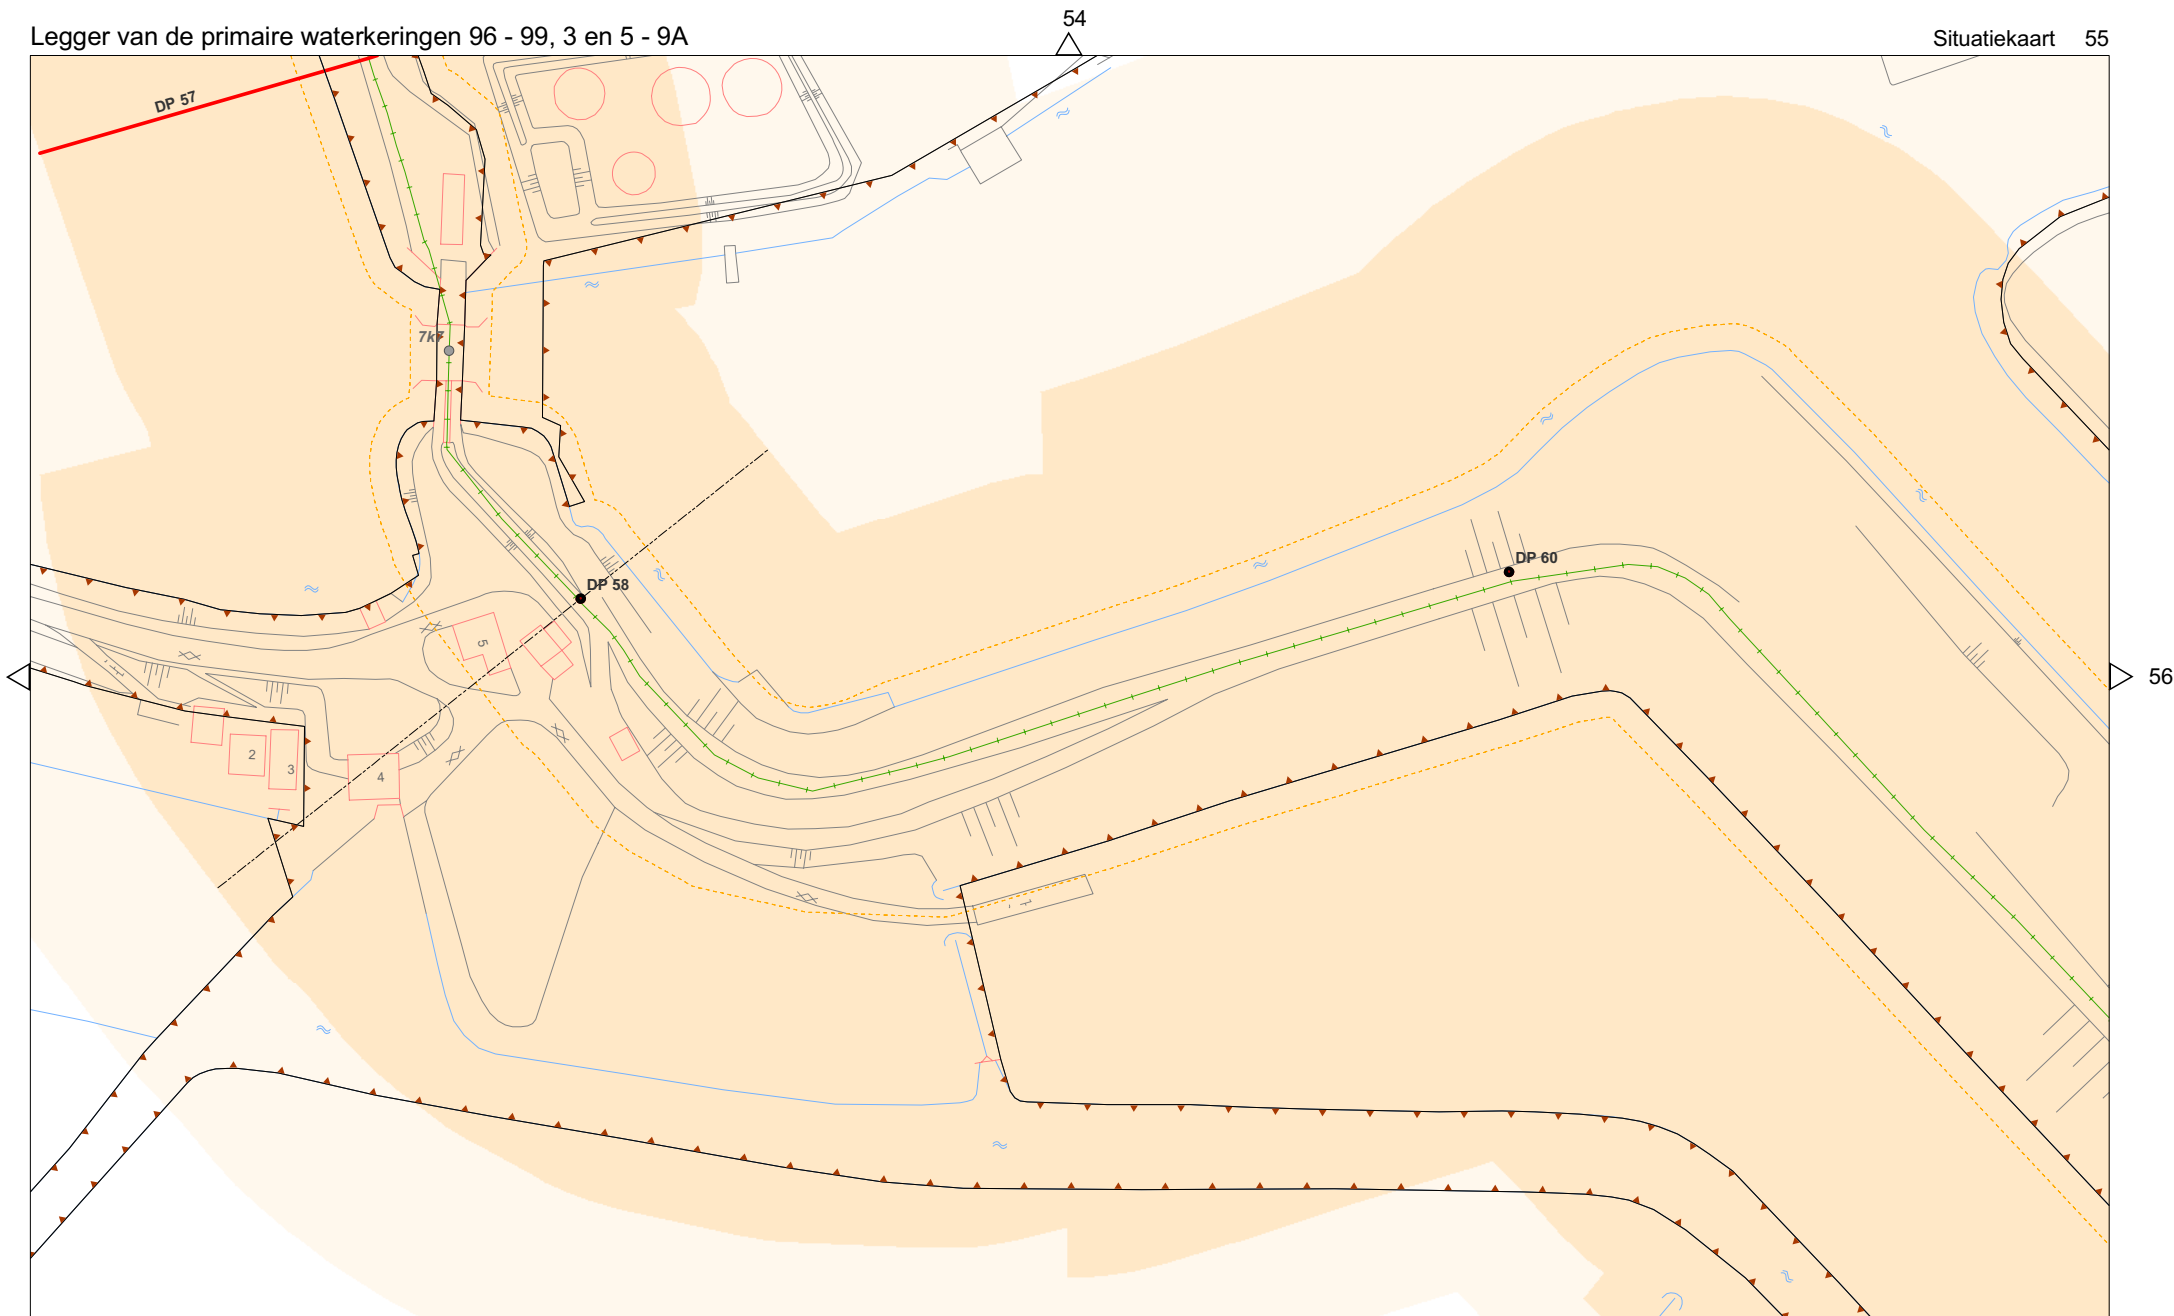 54
Legger van de primaire waterkeringen 96 - 99, 3 en 5 - 9A
Situatiekaart 55
DP 57
DP 60
DP 58
5
56
2
3
4